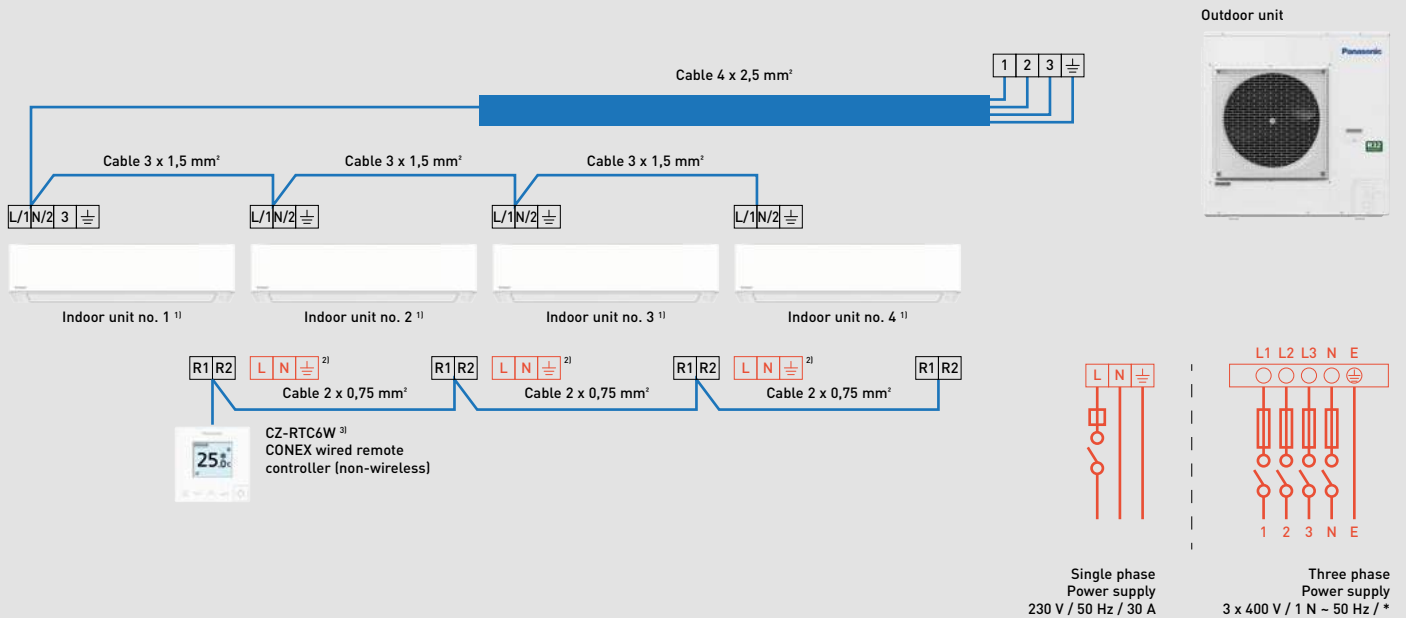 Outdoor unit
Panasonic
R32
1 2 3
Cable 4 x 2,5 mm²
Cable 3 x 1,5 mm² Cable 3 x 1,5 mm² Cable 3 x 1,5 mm²
L/1 N/2 3 L/1 N/2 L/1 N/2 L/1 N/2
Indoor unit no. 1 ¹⁾ Indoor unit no. 2 ¹⁾ Indoor unit no. 3 ¹⁾ Indoor unit no. 4 ¹⁾
R1 R2 L N ²⁾ R1 R2 L N ²⁾ R1 R2 L N ²⁾ R1 R2
Cable 2 x 0,75 mm² Cable 2 x 0,75 mm² Cable 2 x 0,75 mm²
CZ-RTC6W ³⁾
CONEX wired remote
controller (non-wireless)
25.0c
L N
L1 L2 L3 N E
1 2 3 N E
Single phase
Power supply
230 V / 50 Hz / 30 A
Three phase
Power supply
3 x 400 V / 1 N ~ 50 Hz / *